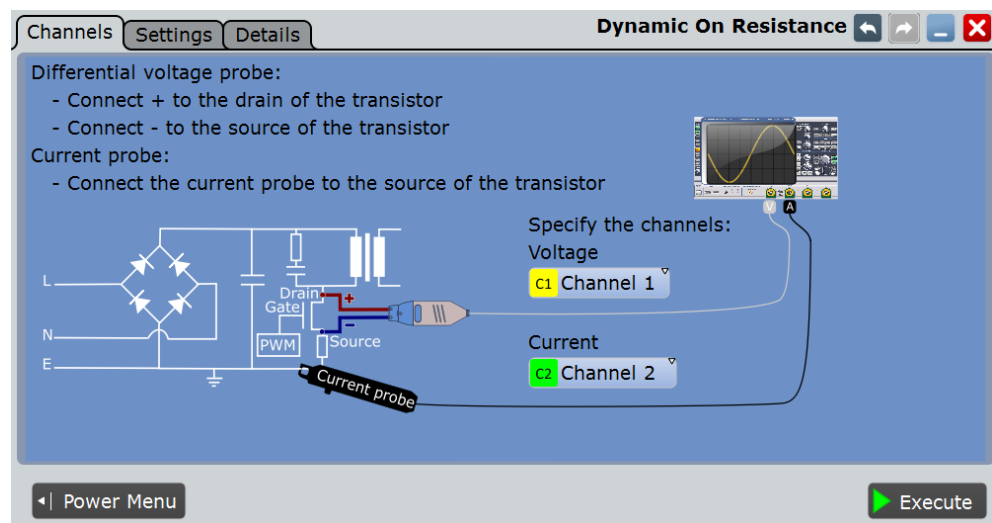 Channels
Settings
Details
Dynamic On Resistance
Differential voltage probe:
- Connect + to the drain of the transistor
- Connect - to the source of the transistor
Current probe:
- Connect the current probe to the source of the transistor
V A
Specify the channels:
Voltage
C1 Channel 1
L
Drain +
Gate
N
PWM
Source
-
E
Current probe
Current
C2 Channel 2
Power Menu
Execute